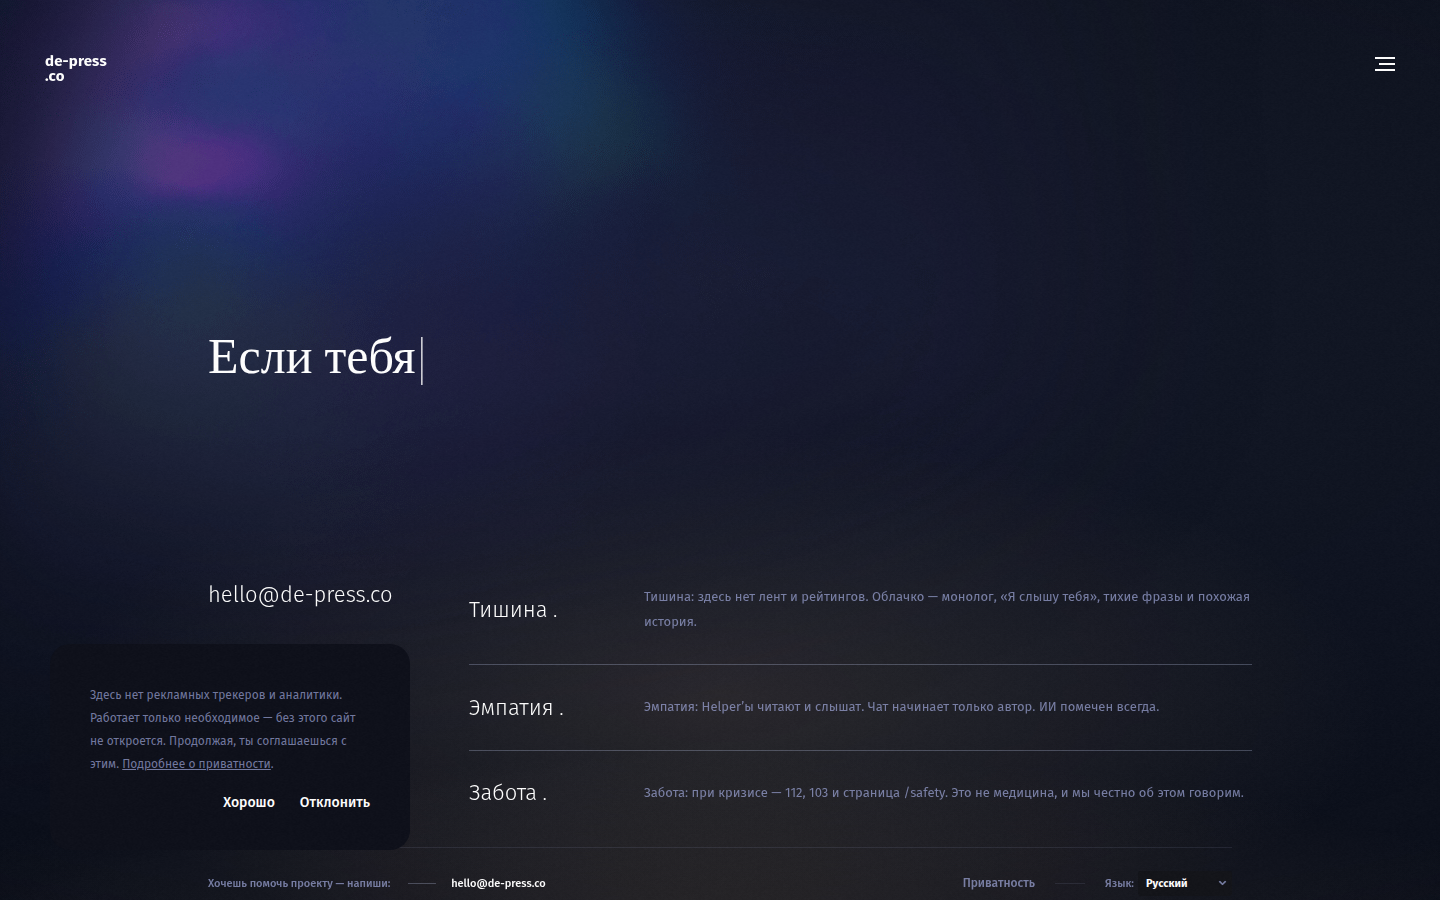 de-press
.co
Если тебя
hello@de-press.co
Тишина .
Тишина: здесь нет лент и рейтингов. Облачко — монолог, «Я слышу тебя», тихие фразы и похожая
история.
Эмпатия .
Эмпатия: Helper'ы читают и слышат. Чат начинает только автор. ИИ помечен всегда.
Забота .
Забота: при кризисе — 112, 103 и страница /safety. Это не медицина, и мы честно об этом говорим.
Здесь нет рекламных трекеров и аналитики.
Работает только необходимое — без этого сайт
не откроется. Продолжая, ты соглашаешься с
этим. Подробнее о приватности.
Хорошо Отклонить
Хочешь помочь проекту — напиши: hello@de-press.co Приватность Язык: Русский